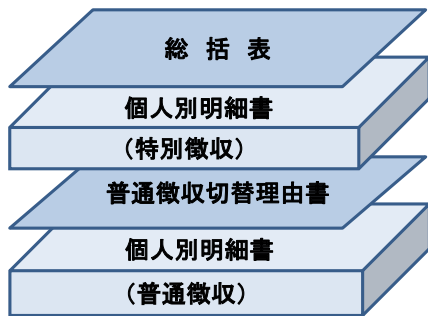 総括表
個人別明細書
（特別徴収）
普通徴収切替理由書
個人別明細書
（普通徴収）